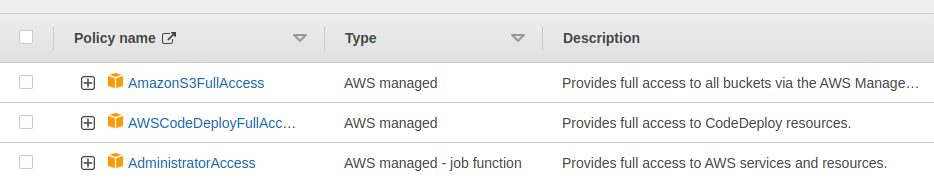 Policy name Type Description
AmazonS3FullAccess AWS managed Provides full access to all buckets via the AWS Manage…
AWSCodeDeployFullAcc… AWS managed Provides full access to CodeDeploy resources.
AdministratorAccess AWS managed - job function Provides full access to AWS services and resources.